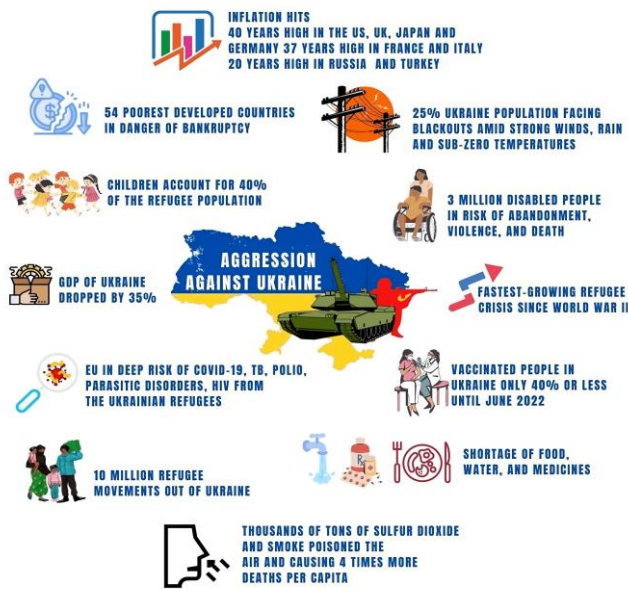 INFLATION HITS
40 YEARS HIGH IN THE US, UK, JAPAN AND
GERMANY 37 YEARS HIGH IN FRANCE AND ITALY
20 YEARS HIGH IN RUSSIA AND TURKEY
54 POOREST DEVELOPED COUNTRIES
IN DANGER OF BANKRUPTCY
25% UKRAINE POPULATION FACING
BLACKOUTS AMID STRONG WINDS, RAIN
AND SUB-ZERO TEMPERATURES
CHILDREN ACCOUNT FOR 40%
OF THE REFUGEE POPULATION
3 MILLION DISABLED PEOPLE
IN RISK OF ABANDONMENT,
VIOLENCE, AND DEATH
AGGRESSION
AGAINST UKRAINE
GDP OF UKRAINE
DROPPED BY 35%
FASTEST-GROWING REFUGEE
CRISIS SINCE WORLD WAR II
EU IN DEEP RISK OF COVID-19, TB, POLIO,
PARASITIC DISORDERS, HIV FROM
THE UKRAINIAN REFUGEES
VACCINATED PEOPLE IN
UKRAINE ONLY 40% OR LESS
UNTIL JUNE 2022
10 MILLION REFUGEE
MOVEMENTS OUT OF UKRAINE
Rx
SHORTAGE OF FOOD,
WATER, AND MEDICINES
THOUSANDS OF TONS OF SULFUR DIOXIDE
AND SMOKE POISONED THE
AIR AND CAUSING 4 TIMES MORE
DEATHS PER CAPITA